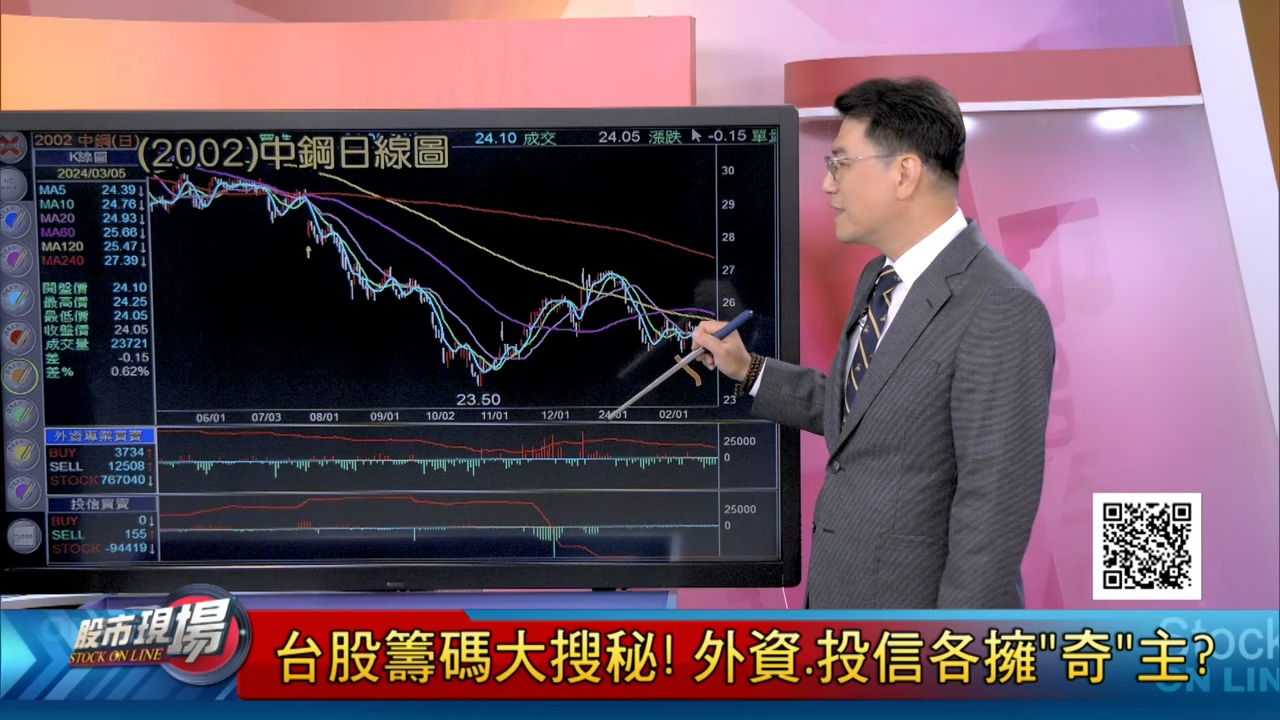 2002 中鋼(日)
(2002)中鋼日線圖
24.10 成交 24.05 漲跌 -0.15 單量
K線圖
2024/03/05
MA5 24.39↓
MA10 24.76↓
MA20 24.93↓
MA60 25.66↓
MA120 25.47↓
MA240 27.39↓
開盤價 24.10
最高價 24.25
最低價 24.05
收盤價 24.05
成交量 23721
差 -0.15
差% 0.62%
30
29
28
27
26
23
23.50
06/01 07/03 08/01 09/01 10/02 11/01 12/01 24/01 02/01
外資專業買賣
BUY 3734↑
SELL 12508↑
STOCK 767040↓
25000
0
投信買賣
BUY 0↓
SELL 155↑
STOCK -94419↓
25000
0
股市現場
STOCK ON LINE
台股籌碼大搜秘! 外資.投信各擁"奇"主?
Stock
ON LIN